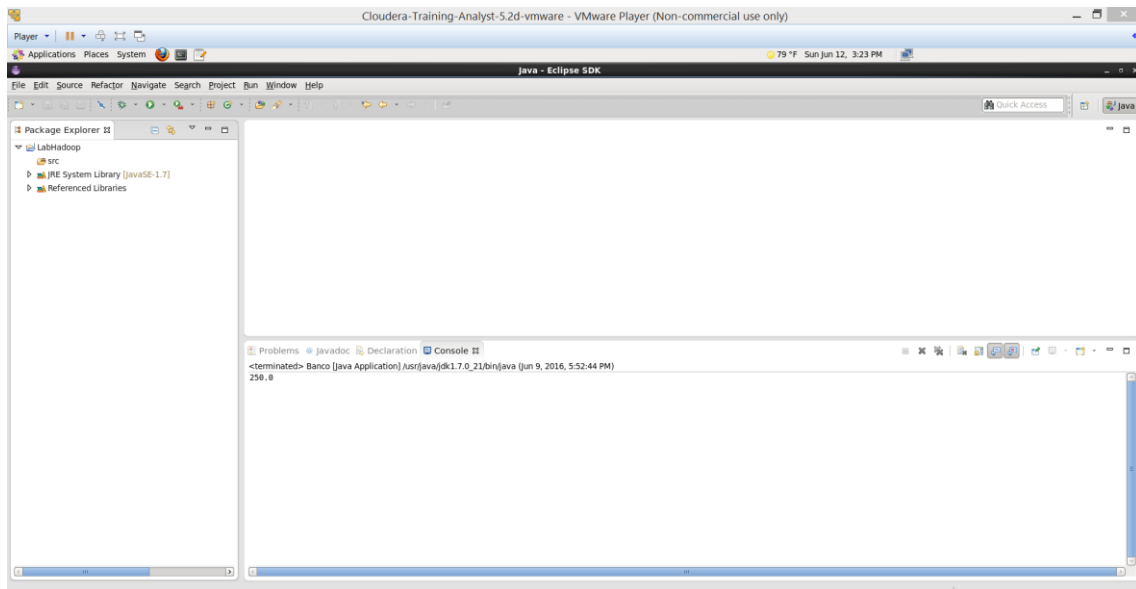 Cloudera-Training-Analyst-5.2d-vmware - VMware Player (Non-commercial use only)
Player
Applications Places System 79 °F Sun Jun 12, 3:23 PM
Java - Eclipse SDK
File Edit Source Refactor Navigate Search Project Run Window Help
Quick Access Java
Package Explorer
LabHadoop
src
JRE System Library [JavaSE-1.7]
Referenced Libraries
Problems Javadoc Declaration Console
<terminated> Banco [Java Application] /usr/java/jdk1.7.0_21/bin/java (Jun 9, 2016, 5:52:44 PM)
250.0